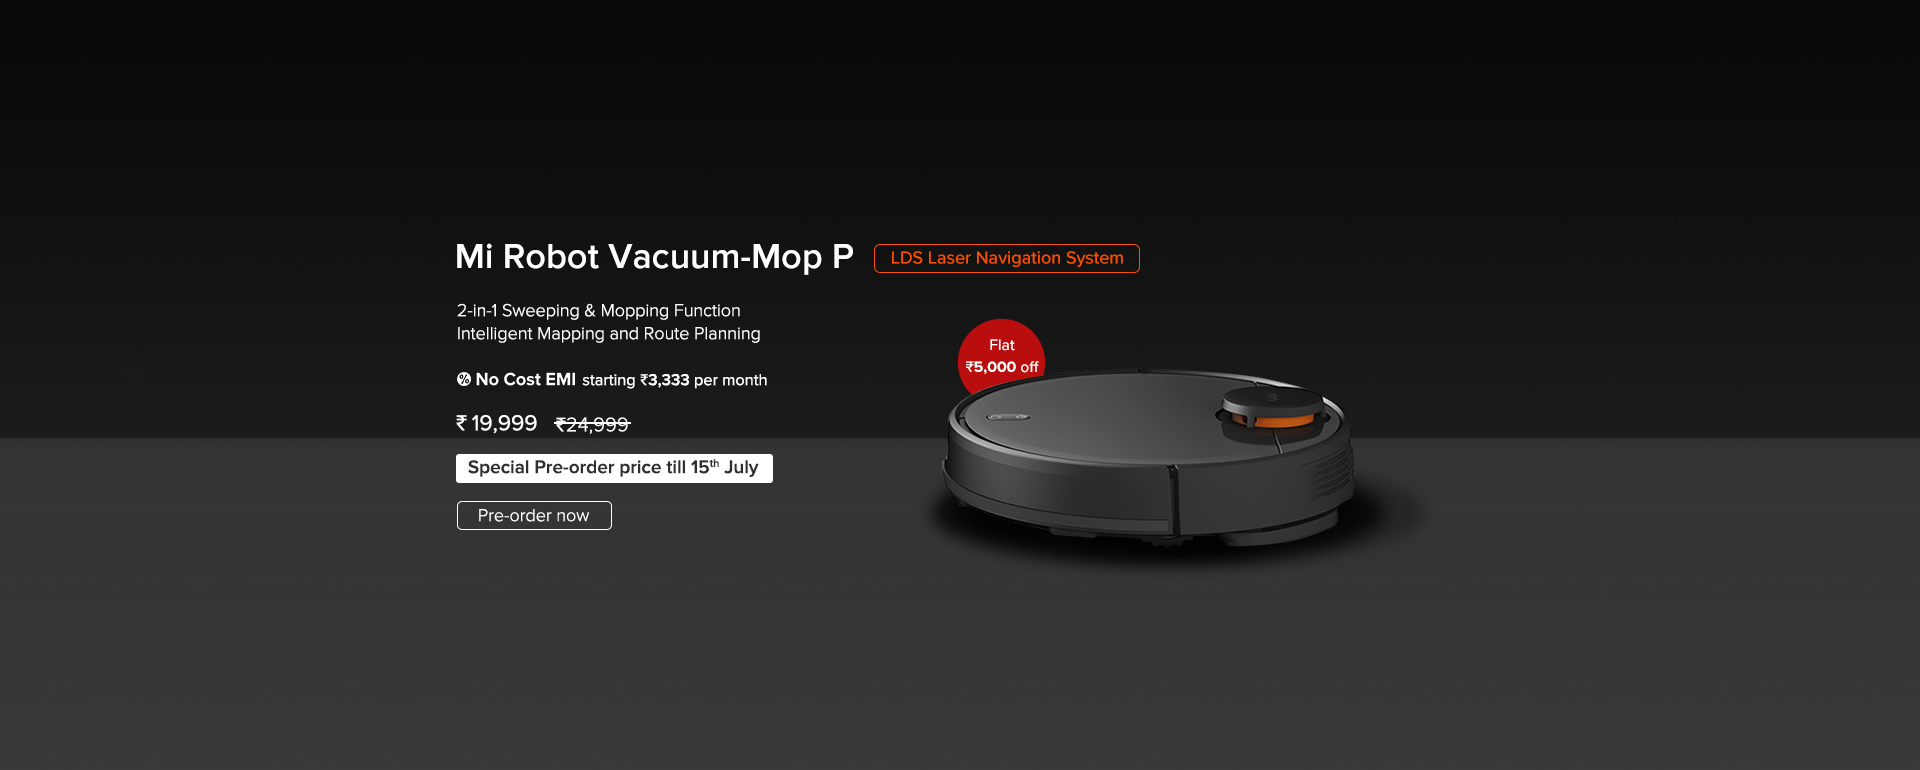 Mi Robot Vacuum-Mop P
LDS Laser Navigation System
2-in-1 Sweeping & Mopping Function
Intelligent Mapping and Route Planning
No Cost EMI starting ₹3,333 per month
₹ 19,999 ₹24,999
Special Pre-order price till 15th July
Pre-order now
Flat
₹5,000 off